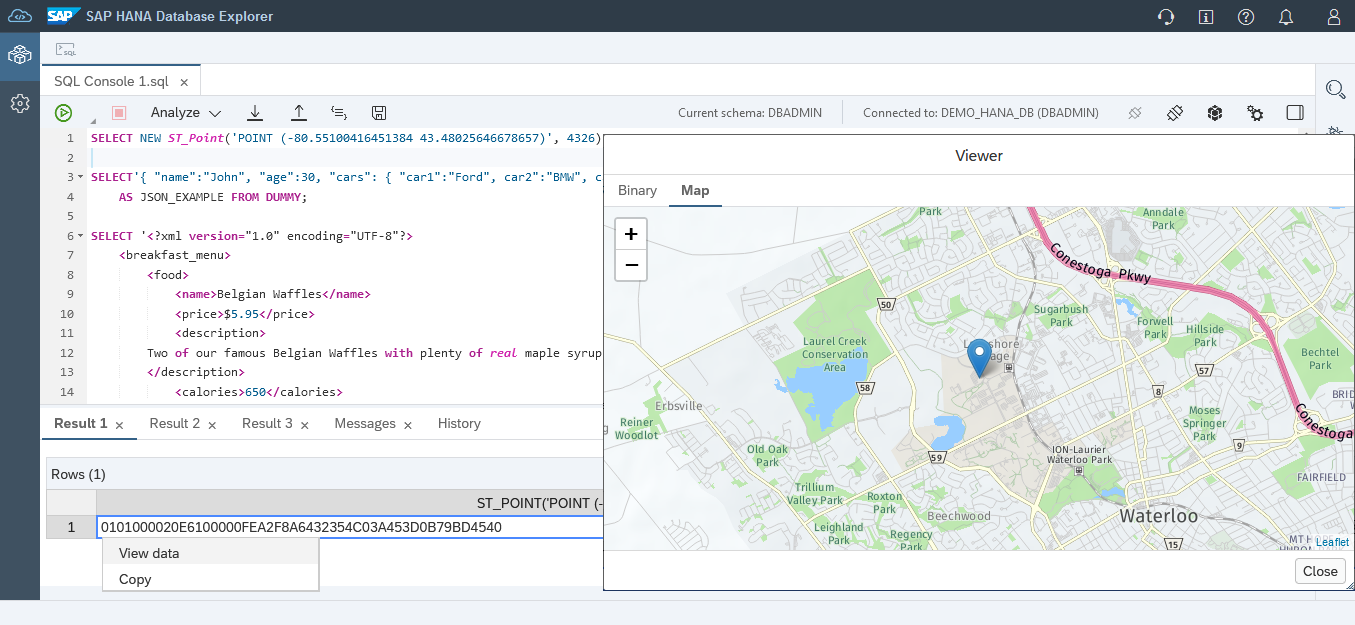 SAP SAP HANA Database Explorer
SQL
SQL Console 1.sql ×
Analyze
Current schema: DBADMIN
Connected to: DEMO_HANA_DB (DBADMIN)
1 SELECT NEW ST_Point('POINT (-80.55100416451384 43.48025646678657)', 4326)
2
3 SELECT'{ "name":"John", "age":30, "cars": { "car1":"Ford", car2":"BMW", c
4 AS JSON_EXAMPLE FROM DUMMY;
5
6 SELECT '<?xml version="1.0" encoding="UTF-8"?>
7 <breakfast_menu>
8 <food>
9 <name>Belgian Waffles</name>
10 <price>$5.95</price>
11 <description>
12 Two of our famous Belgian Waffles with plenty of real maple syrup
13 </description>
14 <calories>650</calories>
Result 1 ×
Result 2 ×
Result 3 ×
Messages ×
History
Rows (1)
ST_POINT('POINT (-
1 0101000020E6100000FEA2F8A6432354C03A453D0B79BD4540
View data
Copy
Viewer
Binary
Map
+
−
Park
Anndale
Park
Conestoga Pkwy
50
Sugarbush
Park
Forwell
Park
Hillside
Park
Laurel Creek
Conservation
Area
Bechtel
Park
57
58
8
BRID
Erbsville
Reiner
Woodlot
Moses
Springer
Park
Conestoga
9
Old Oak
Park
59
ION-Laurier
Waterloo Park
FAIRFIELD
Trillium
Valley Park
Roxton
Park
Beechwood
Waterloo
Leighland
Park
Regency
Park
15
Leaflet
Close